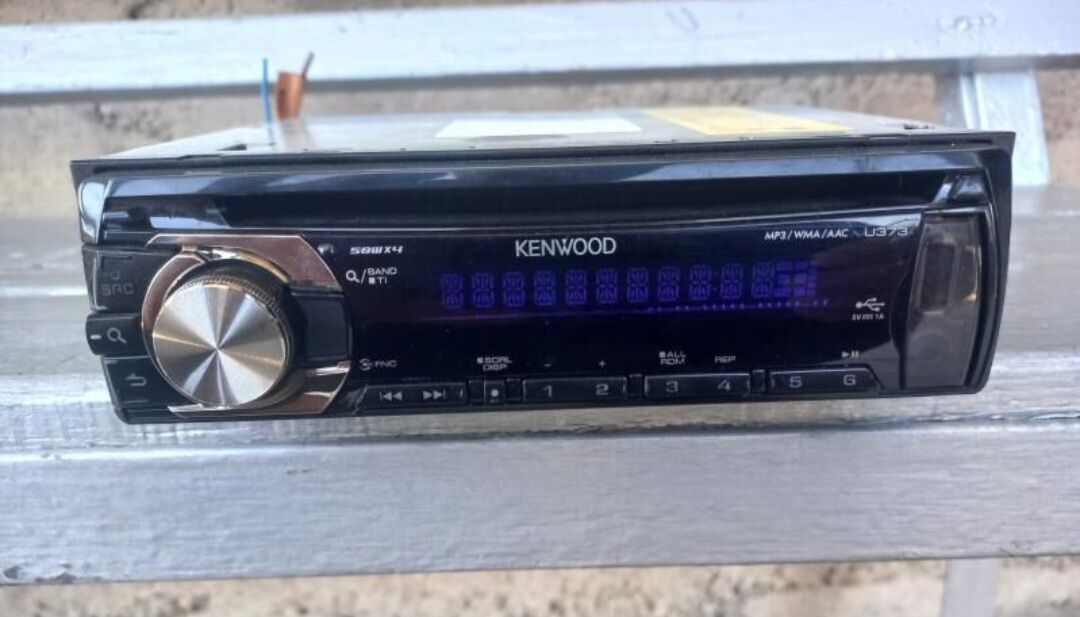 50W×4
KENWOOD
MP3/WMA/AAC U373
/BAND
■TI
SRC
5V ⎓ 1A
FNC
■SCRL
DISP
-
+
■ALL
RDM
REP
1
2
3
4
5
6